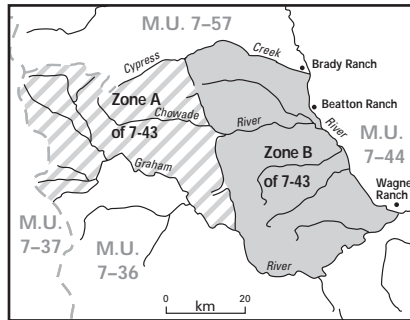 M.U. 7–57
Cypress
Creek
Brady Ranch
Zone A
Chowade
of 7-43
River
Beatton Ranch
River
M.U.
7–44
Graham
Zone B
of 7-43
Wagner
Ranch
M.U.
7–37
M.U.
7–36
River
0 20
km